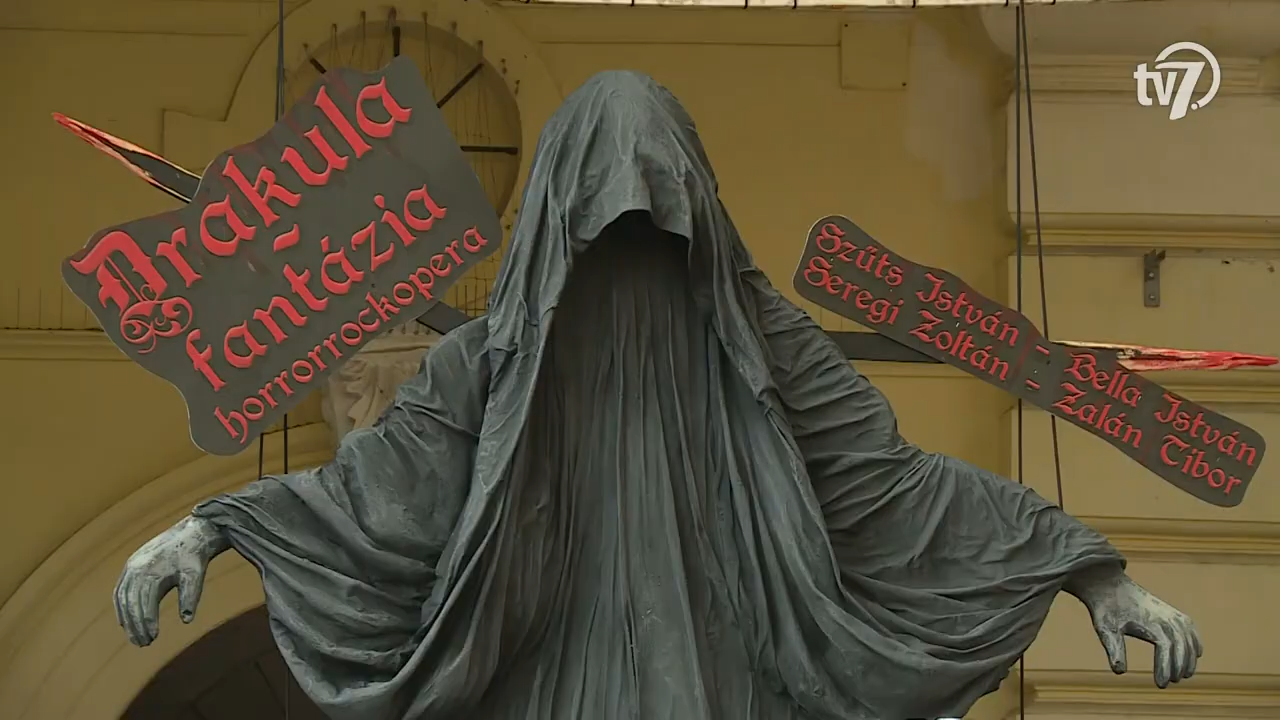 Drakula
-
fantázia
horrorrockopera
Szűts István - Bella István
Seregi Zoltán - Zalán Tibor
tv7.